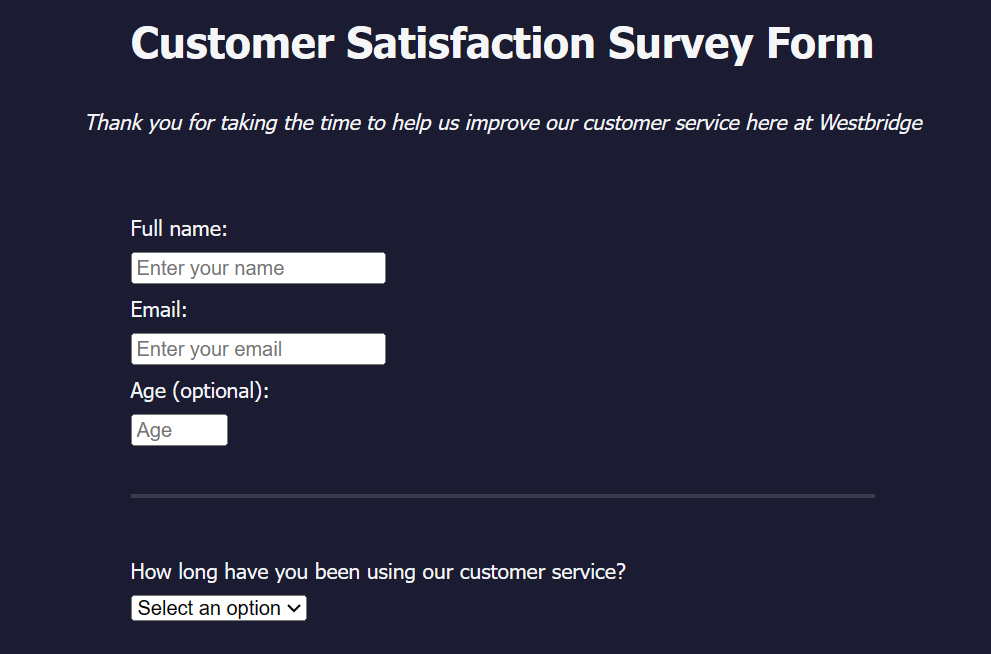 Customer Satisfaction Survey Form
Thank you for taking the time to help us improve our customer service here at Westbridge
Full name:
Enter your name
Email:
Enter your email
Age (optional):
Age
How long have you been using our customer service?
Select an option